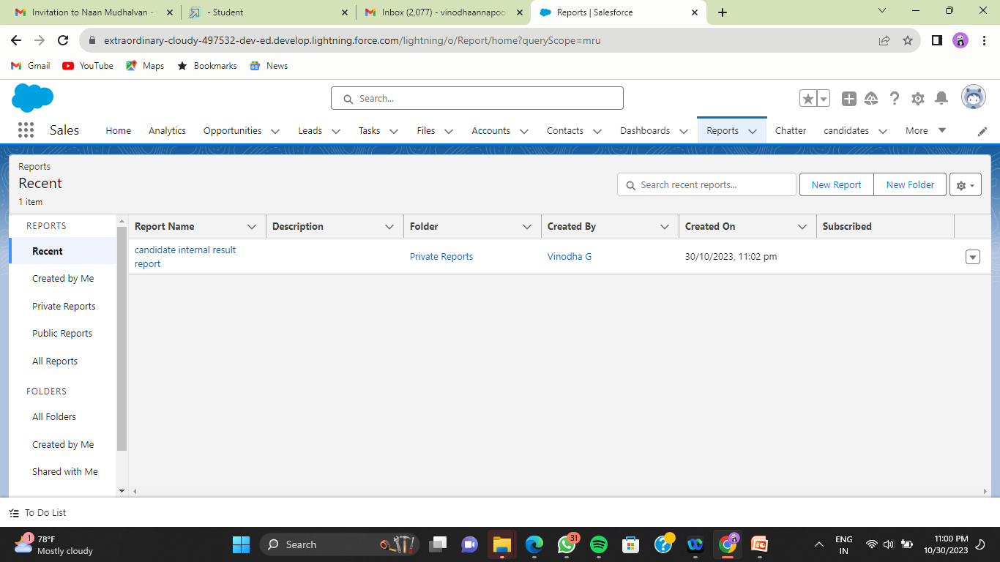 Invitation to Naan Mudhalvan -
- Student
Inbox (2,077) - vinodhaannapoo
Reports | Salesforce
extraordinary-cloudy-497532-dev-ed.develop.lightning.force.com/lightning/o/Report/home?queryScope=mru
Gmail YouTube Maps Bookmarks News
Search...
Sales Home Analytics Opportunities Leads Tasks Files Accounts Contacts Dashboards Reports Chatter candidates More
Reports
Recent
1 item
Search recent reports...
New Report
New Folder
REPORTS
Recent
Created by Me
Private Reports
Public Reports
All Reports
FOLDERS
All Folders
Created by Me
Shared with Me
Report Name Description Folder Created By Created On Subscribed
candidate internal result
report
Private Reports
Vinodha G
30/10/2023, 11:02 pm
To Do List
1
78°F
Mostly cloudy
Search
31
ENG
IN
11:00 PM
10/30/2023